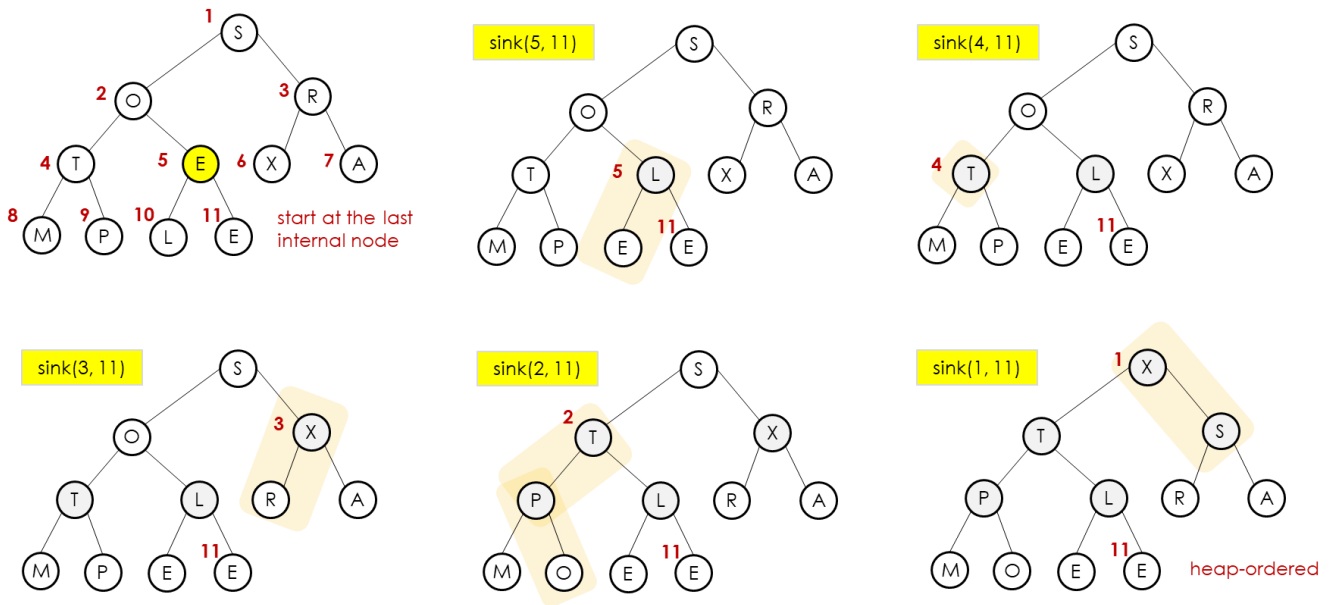 1
S
2
O
3
R
4
T
5
E
6
X
7
A
8
M
9
P
10
L
11
E
start at the last
internal node
sink(5, 11)
S
O
R
T
5
L
X
A
M
P
E
11
E
sink(4, 11)
S
O
R
4
T
L
X
A
M
P
E
11
E
sink(3, 11)
S
O
3
X
T
L
R
A
M
P
E
11
E
sink(2, 11)
S
2
T
X
P
L
R
A
M
O
E
11
E
sink(1, 11)
1
X
T
S
P
L
R
A
M
O
E
11
E
heap-ordered